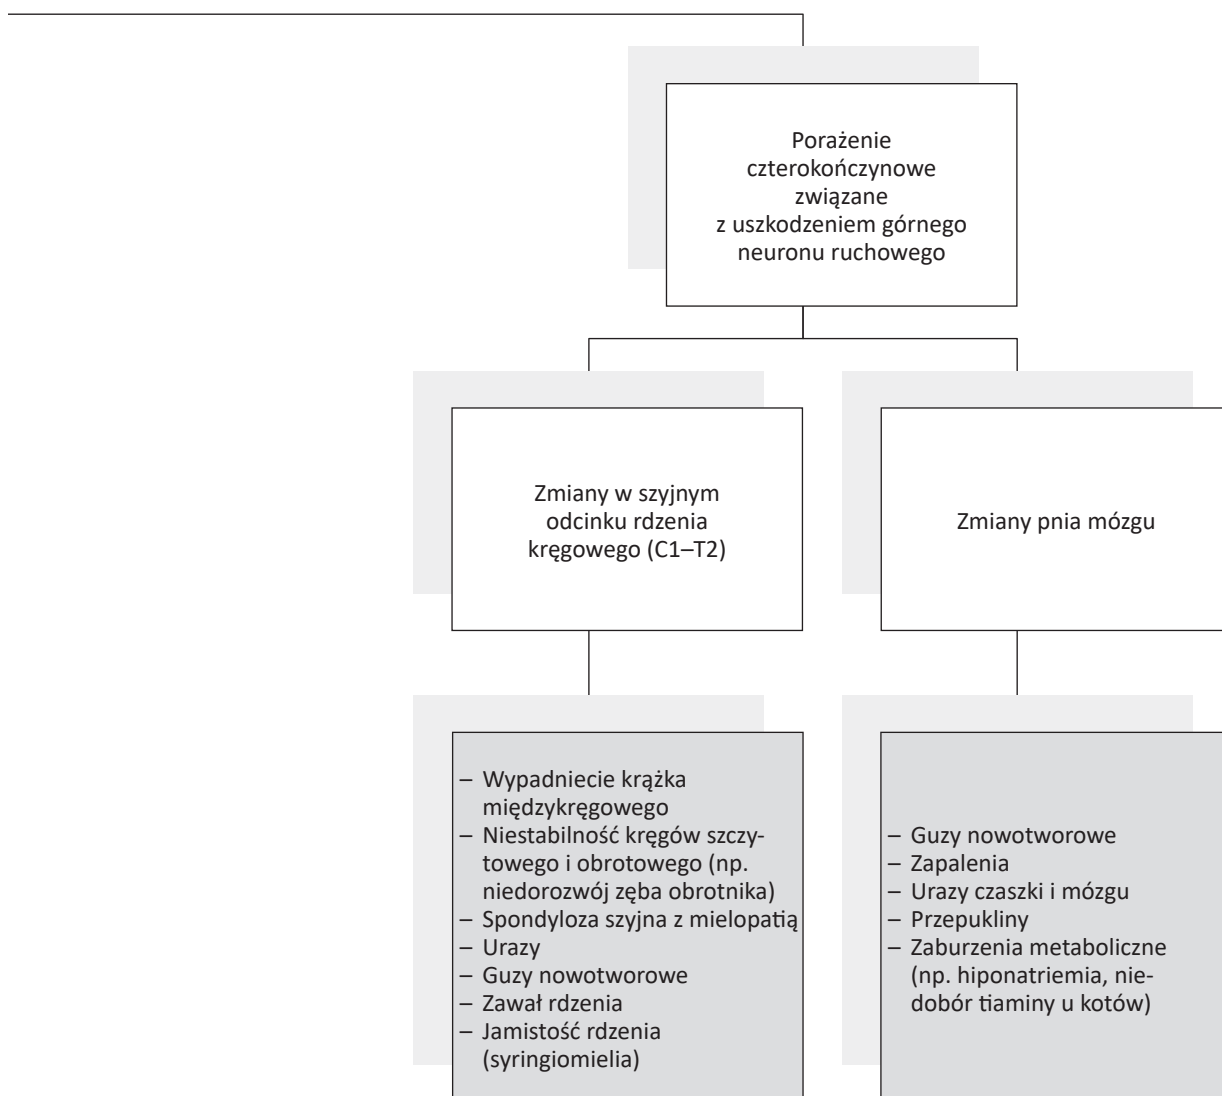 Porażenie
czterokończynowe
związane
z uszkodzeniem górnego
neuronu ruchowego
Zmiany w szyjnym
odcinku rdzenia
kręgowego (C1–T2)
Zmiany pnia mózgu
– Wypadniecie krążka
międzykręgowego
– Niestabilność kręgów szczy-
towego i obrotowego (np.
niedorozwój zęba obrotnika)
– Spondyloza szyjna z mielopatią
– Urazy
– Guzy nowotworowe
– Zawał rdzenia
– Jamistość rdzenia
(syringiomielia)
– Guzy nowotworowe
– Zapalenia
– Urazy czaszki i mózgu
– Przepukliny
– Zaburzenia metaboliczne
(np. hiponatriemia, nie-
dobór tiaminy u kotów)